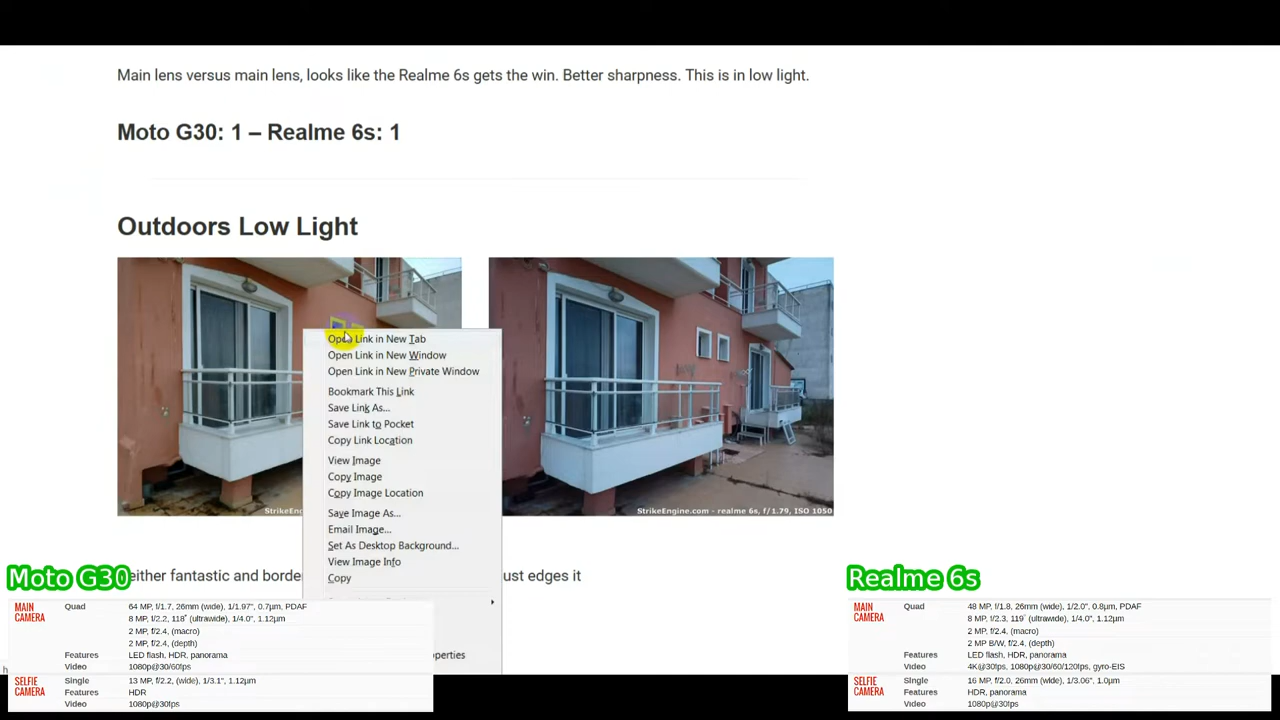 Main lens versus main lens, looks like the Realme 6s gets the win. Better sharpness. This is in low light.
Moto G30: 1 – Realme 6s: 1
Outdoors Low Light
Open Link in New Tab
Open Link in New Window
Open Link in New Private Window
Bookmark This Link
Save Link As...
Save Link to Pocket
Copy Link Location
View Image
Copy Image
Copy Image Location
Save Image As...
Email Image...
Set As Desktop Background...
View Image Info
Copy
StrikeEngine.com - realme 6s, f/1.79, ISO 1050
either fantastic and ust edges it
Moto G30
MAIN CAMERA
Quad 64 MP, f/1.7, 26mm (wide), 1/1.97", 0.7µm, PDAF
8 MP, f/2.2, 118˚ (ultrawide), 1/4.0", 1.12µm
2 MP, f/2.4, (macro)
2 MP, f/2.4, (depth)
Features LED flash, HDR, panorama
Video 1080p@30/60fps
SELFIE CAMERA
Single 13 MP, f/2.2, (wide), 1/3.1", 1.12µm
Features HDR
Video 1080p@30fps
Realme 6s
MAIN CAMERA
Quad 48 MP, f/1.8, 26mm (wide), 1/2.0", 0.8µm, PDAF
8 MP, f/2.3, 119˚ (ultrawide), 1/4.0", 1.12µm
2 MP, f/2.4, (macro)
2 MP B/W, f/2.4, (depth)
Features LED flash, HDR, panorama
Video 4K@30fps, 1080p@30/60/120fps, gyro-EIS
SELFIE CAMERA
Single 16 MP, f/2.0, 26mm (wide), 1/3.06", 1.0µm
Features HDR, panorama
Video 1080p@30fps